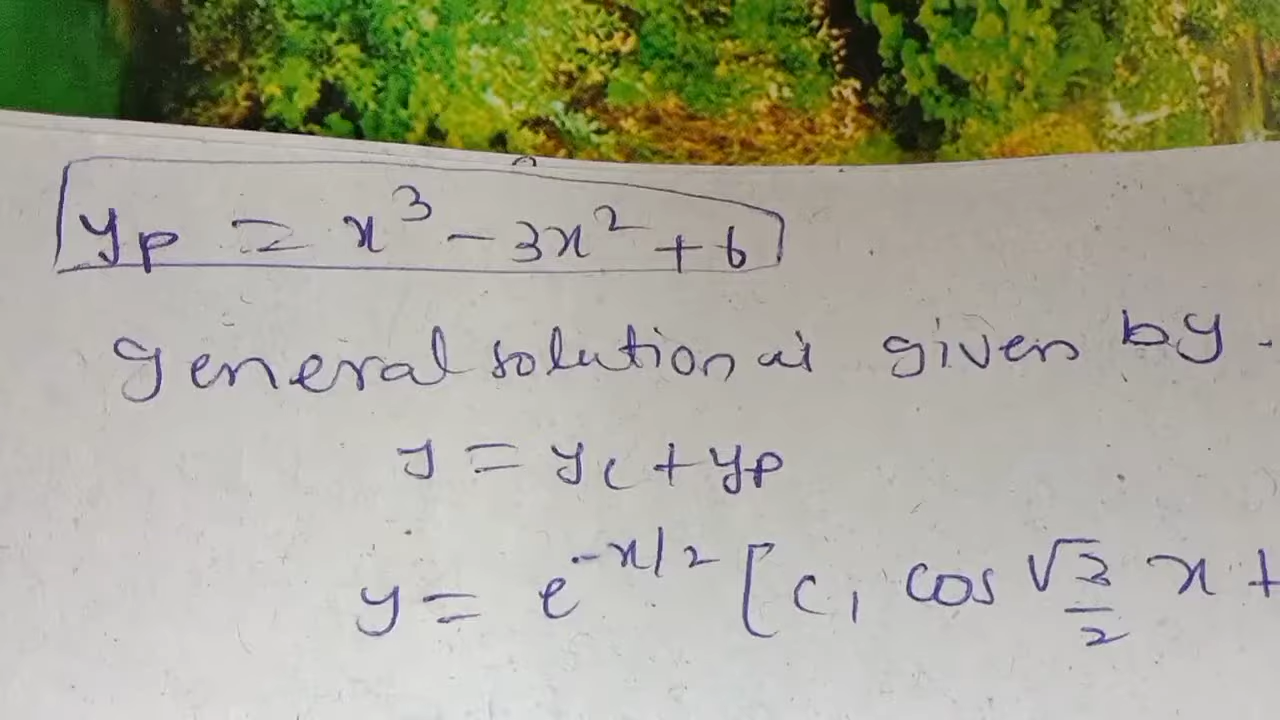 yp = x³ - 3x² + 6
general solution is given by.
y = yc + yp
y = e^-x/2 [c₁ cos √3/2 x +